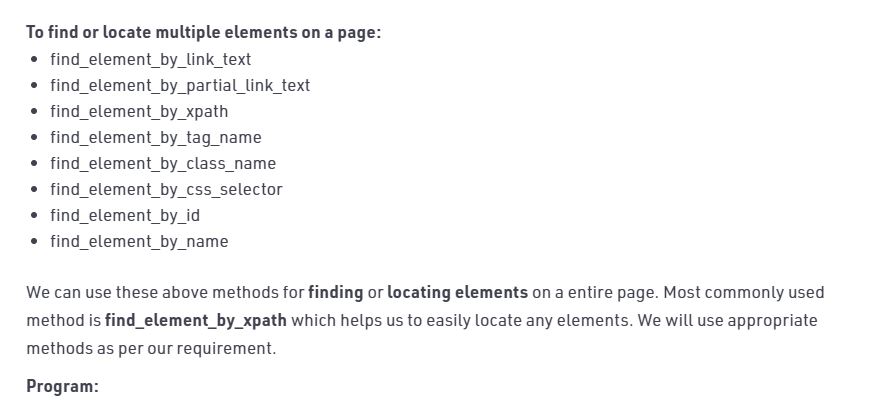 To find or locate multiple elements on a page:
• find_element_by_link_text
• find_element_by_partial_link_text
• find_element_by_xpath
• find_element_by_tag_name
• find_element_by_class_name
• find_element_by_css_selector
• find_element_by_id
• find_element_by_name
We can use these above methods for finding or locating elements on a entire page. Most commonly used
method is find_element_by_xpath which helps us to easily locate any elements. We will use appropriate
methods as per our requirement.
Program: